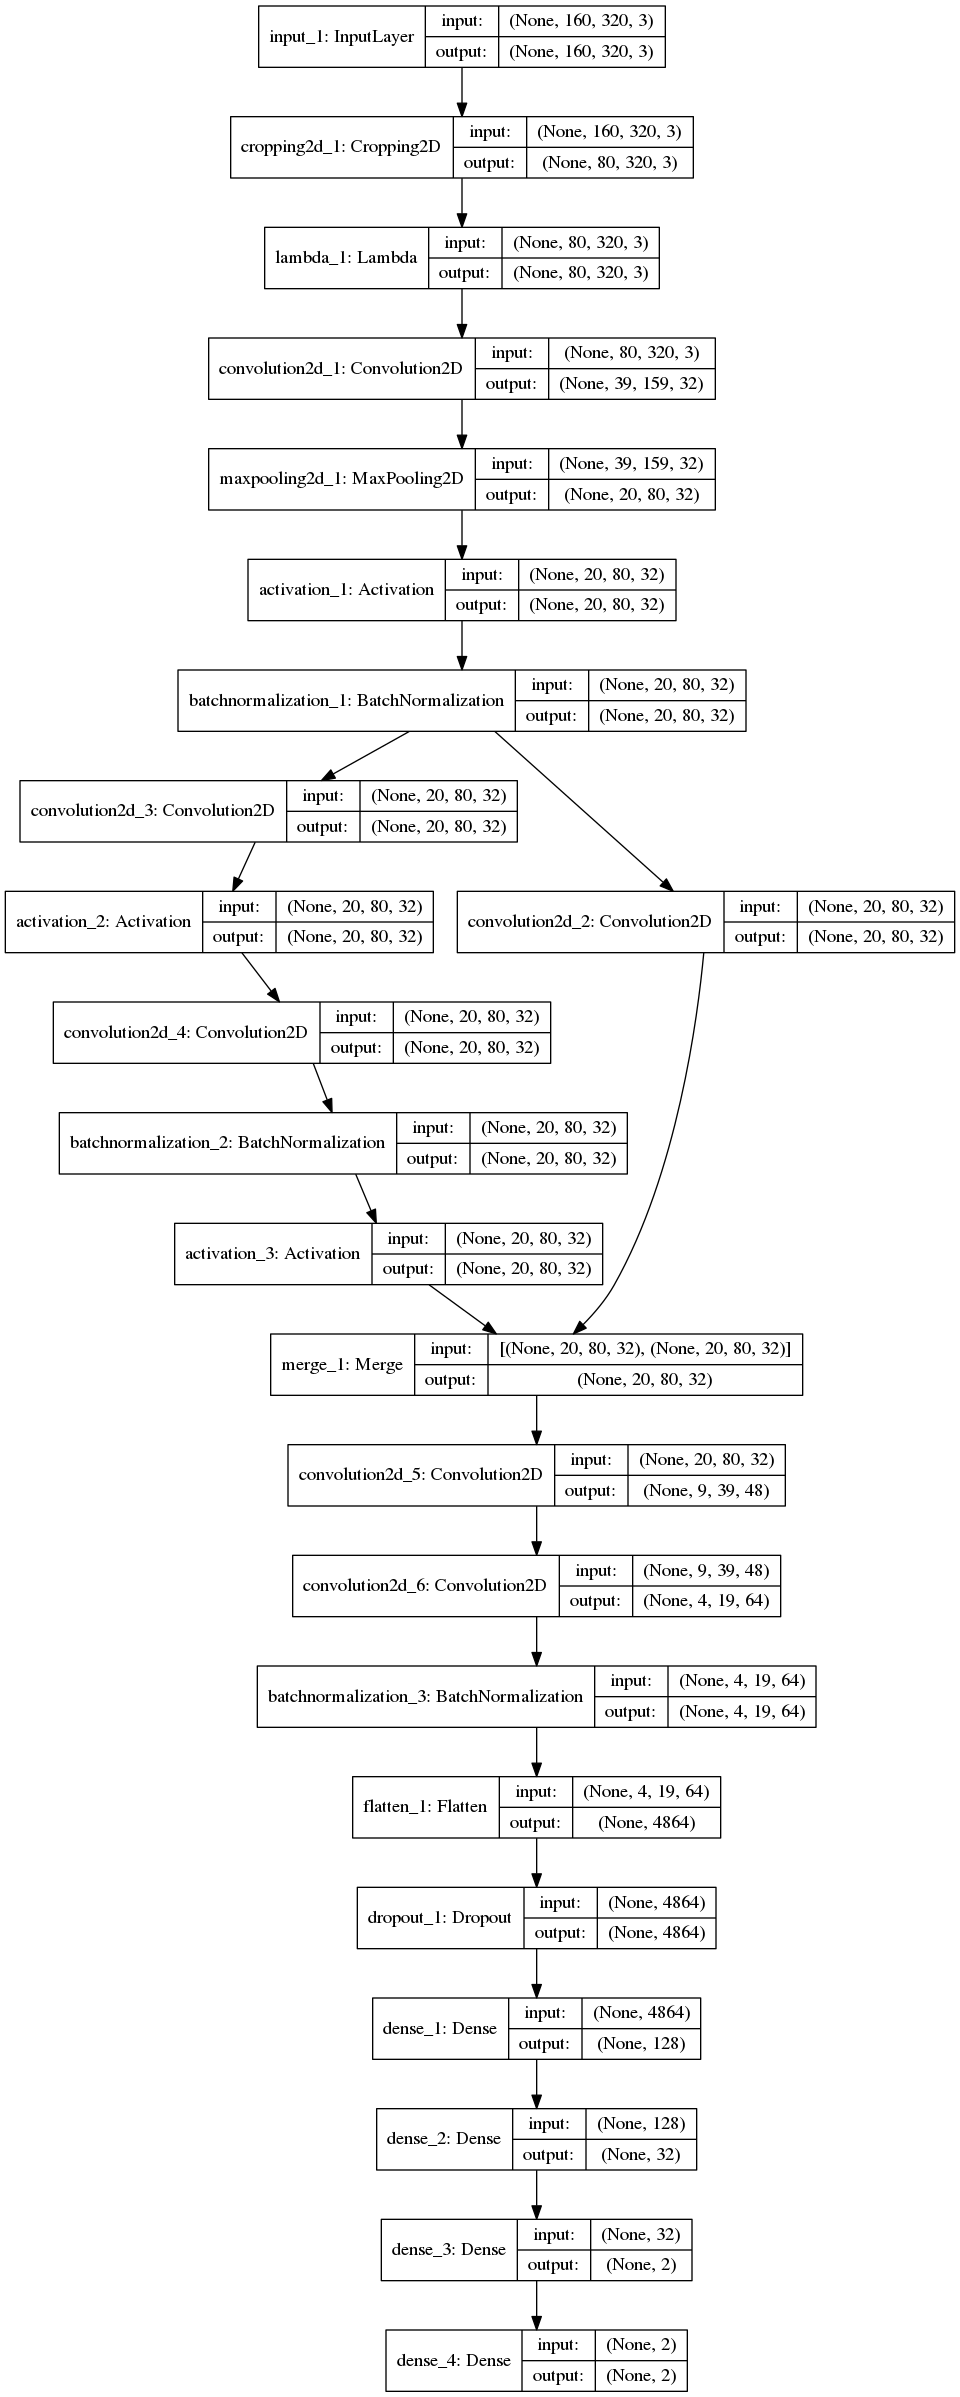 input_1: InputLayer
input: (None, 160, 320, 3)
output: (None, 160, 320, 3)
cropping2d_1: Cropping2D
input: (None, 160, 320, 3)
output: (None, 80, 320, 3)
lambda_1: Lambda
input: (None, 80, 320, 3)
output: (None, 80, 320, 3)
convolution2d_1: Convolution2D
input: (None, 80, 320, 3)
output: (None, 39, 159, 32)
maxpooling2d_1: MaxPooling2D
input: (None, 39, 159, 32)
output: (None, 20, 80, 32)
activation_1: Activation
input: (None, 20, 80, 32)
output: (None, 20, 80, 32)
batchnormalization_1: BatchNormalization
input: (None, 20, 80, 32)
output: (None, 20, 80, 32)
convolution2d_3: Convolution2D
input: (None, 20, 80, 32)
output: (None, 20, 80, 32)
activation_2: Activation
input: (None, 20, 80, 32)
output: (None, 20, 80, 32)
convolution2d_2: Convolution2D
input: (None, 20, 80, 32)
output: (None, 20, 80, 32)
convolution2d_4: Convolution2D
input: (None, 20, 80, 32)
output: (None, 20, 80, 32)
batchnormalization_2: BatchNormalization
input: (None, 20, 80, 32)
output: (None, 20, 80, 32)
activation_3: Activation
input: (None, 20, 80, 32)
output: (None, 20, 80, 32)
merge_1: Merge
input: [(None, 20, 80, 32), (None, 20, 80, 32)]
output: (None, 20, 80, 32)
convolution2d_5: Convolution2D
input: (None, 20, 80, 32)
output: (None, 9, 39, 48)
convolution2d_6: Convolution2D
input: (None, 9, 39, 48)
output: (None, 4, 19, 64)
batchnormalization_3: BatchNormalization
input: (None, 4, 19, 64)
output: (None, 4, 19, 64)
flatten_1: Flatten
input: (None, 4, 19, 64)
output: (None, 4864)
dropout_1: Dropout
input: (None, 4864)
output: (None, 4864)
dense_1: Dense
input: (None, 4864)
output: (None, 128)
dense_2: Dense
input: (None, 128)
output: (None, 32)
dense_3: Dense
input: (None, 32)
output: (None, 2)
dense_4: Dense
input: (None, 2)
output: (None, 2)